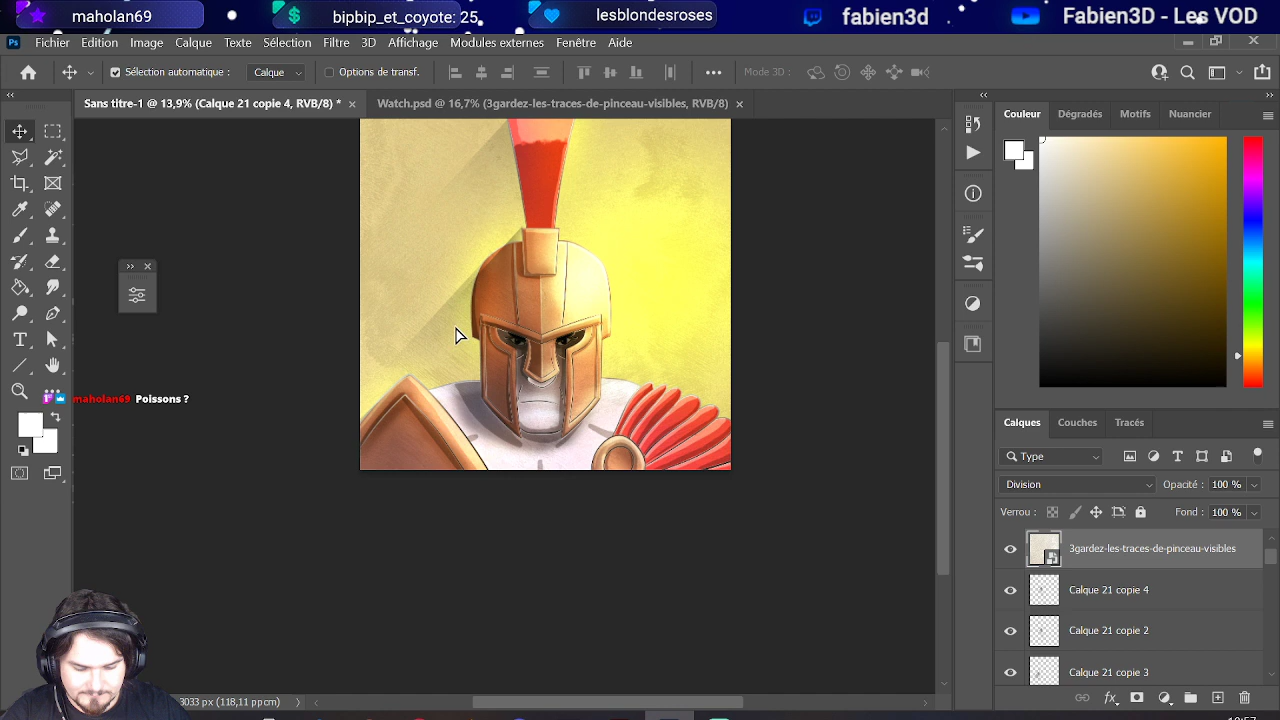 maholan69
bipbip_et_coyote: 25
lesblondesroses
fabien3d
Fabien3D - Les VOD
Ps
Fichier Edition Image Calque Texte Sélection Filtre 3D Affichage Modules externes Fenêtre Aide
Sélection automatique : Calque Options de transf. Mode 3D :
Sans titre-1 @ 13,9% (Calque 21 copie 4, RVB/8) *
Watch.psd @ 16,7% (3gardez-les-traces-de-pinceau-visibles, RVB/8)
Couleur Dégradés Motifs Nuancier
maholan69 Poissons ?
Calques Couches Tracés
Type
Division Opacité : 100 %
Verrou : Fond : 100 %
3gardez-les-traces-de-pinceau-visibles
Calque 21 copie 4
Calque 21 copie 2
Calque 21 copie 3
3033 px (118,11 ppcm)